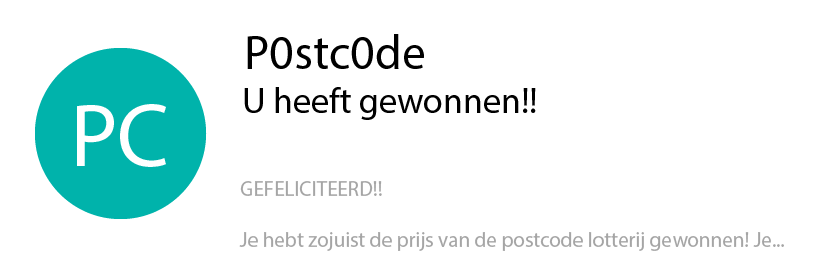 PC
P0stc0de
U heeft gewonnen!!
GEFELICITEERD!!
Je hebt zojuist de prijs van de postcode lotterij gewonnen! Je...